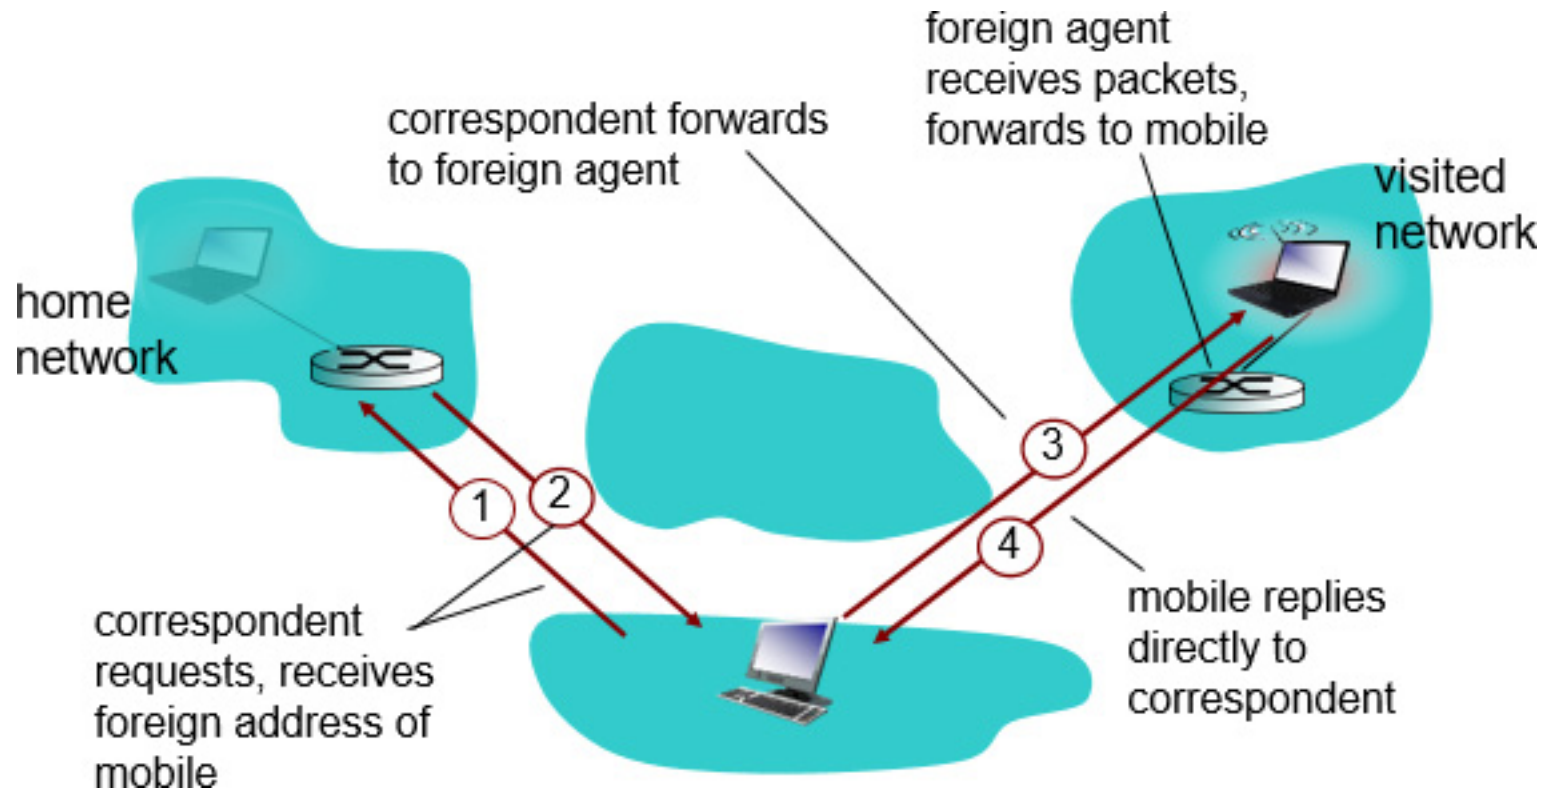 foreign agent
receives packets,
forwards to mobile
correspondent forwards
to foreign agent
visited
network
home
network
3
1
2
4
correspondent
requests, receives
foreign address of
mobile
mobile replies
directly to
correspondent